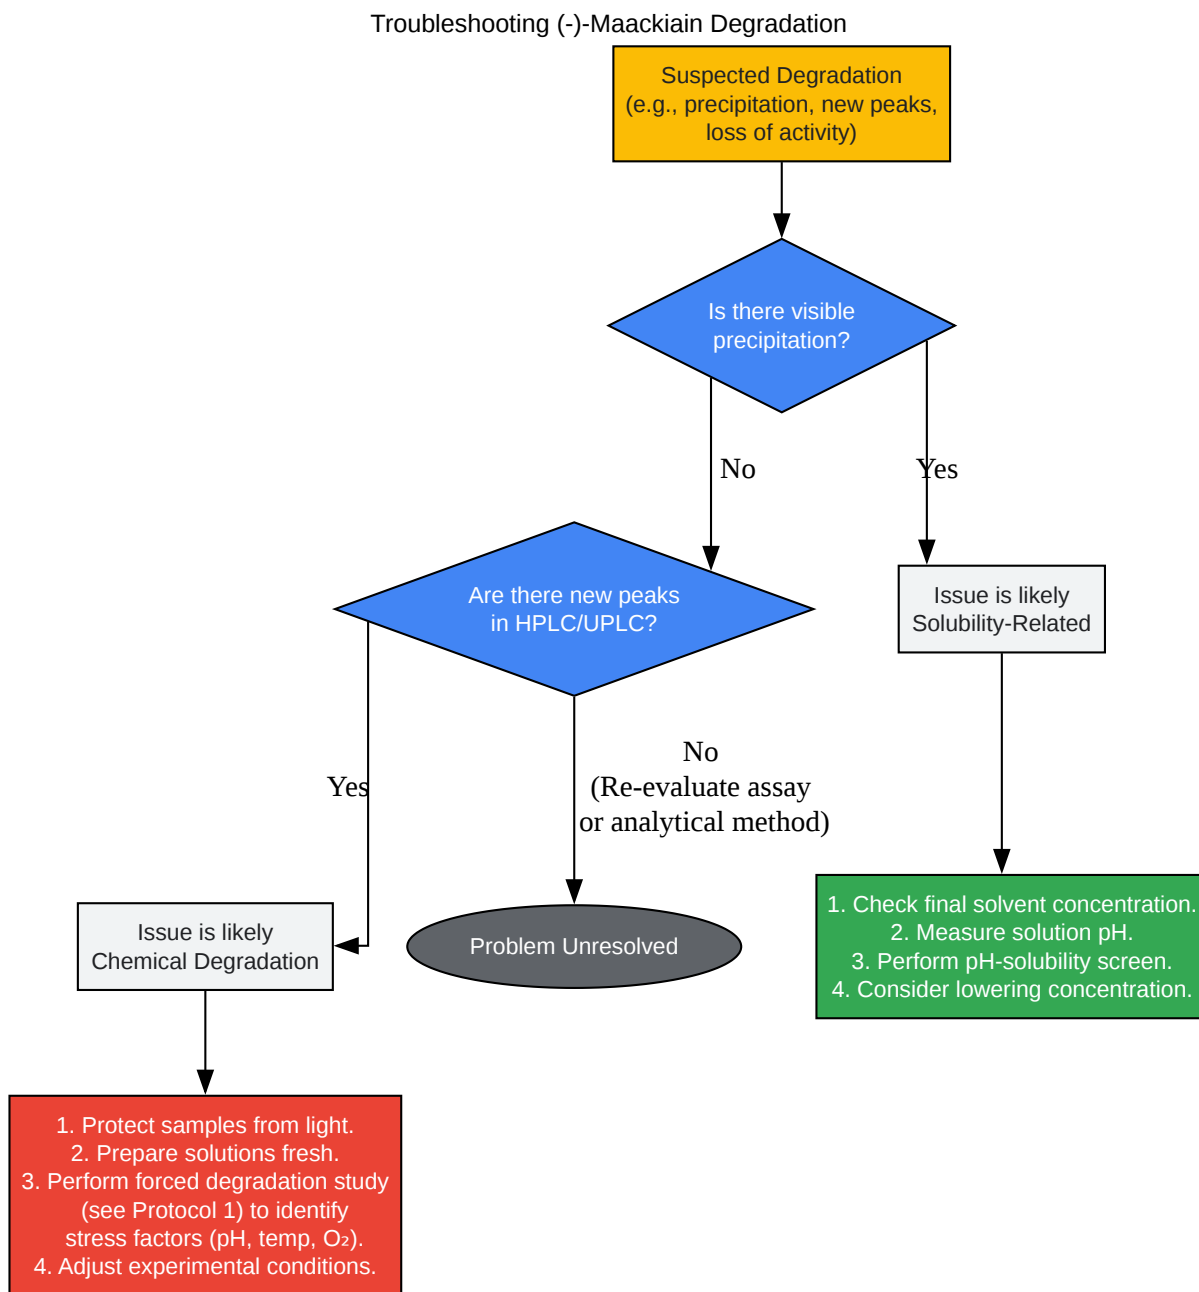 Troubleshooting (-)-Maackiain Degradation
Suspected Degradation
(e.g., precipitation, new peaks,
loss of activity)
Is there visible
precipitation?
No
Yes
Are there new peaks
in HPLC/UPLC?
Issue is likely
Solubility-Related
Yes
No
(Re-evaluate assay
or analytical method)
Issue is likely
Chemical Degradation
Problem Unresolved
1. Check final solvent concentration.
2. Measure solution pH.
3. Perform pH-solubility screen.
4. Consider lowering concentration.
1. Protect samples from light.
2. Prepare solutions fresh.
3. Perform forced degradation study
(see Protocol 1) to identify
stress factors (pH, temp, O₂).
4. Adjust experimental conditions.